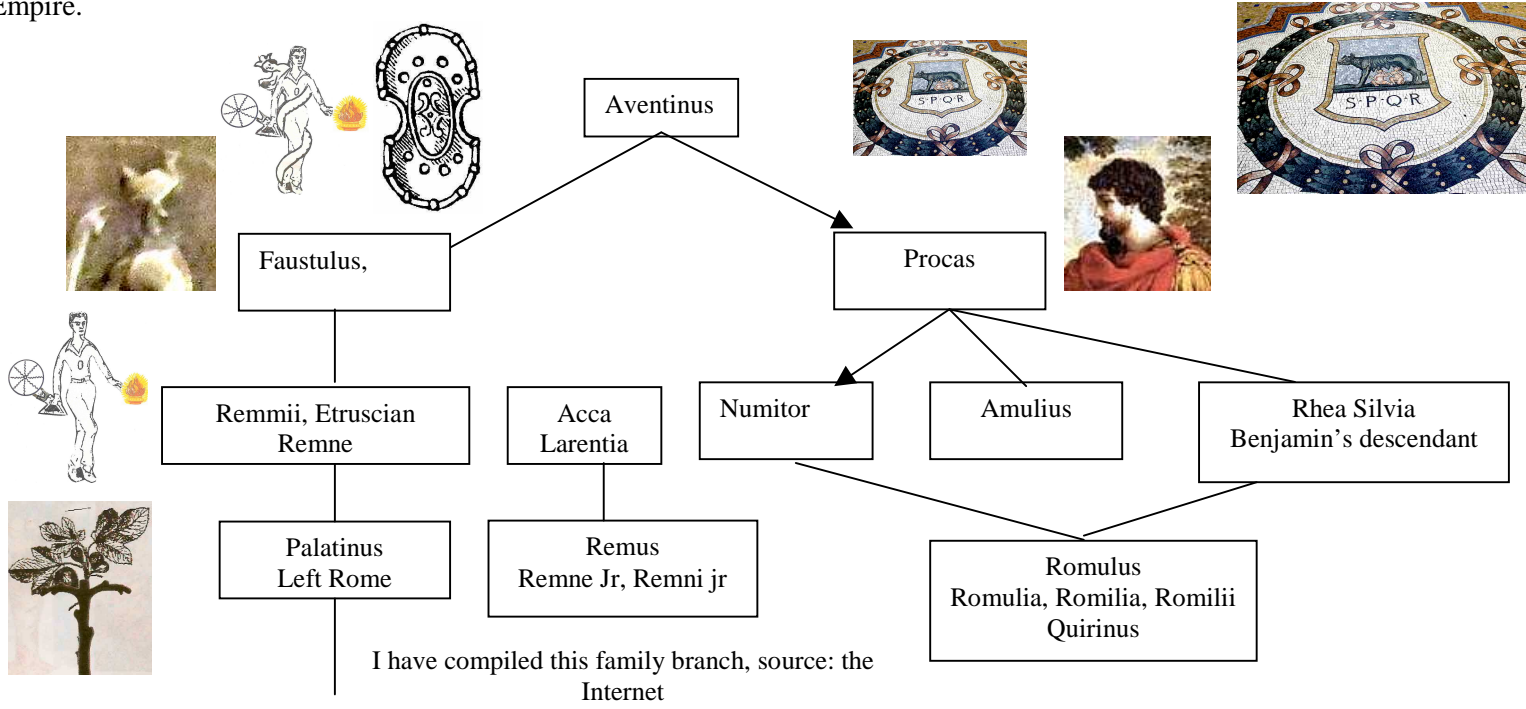 Empire.
Aventinus
S·P·Q·R
S·P·Q·R
Faustulus,
Procas
Remmii, Etruscian
Remne
Acca
Larentia
Numitor
Amulius
Rhea Silvia
Benjamin’s descendant
Palatinus
Left Rome
Remus
Remne Jr, Remni jr
Romulus
Romulia, Romilia, Romilii
Quirinus
I have compiled this family branch, source: the
Internet